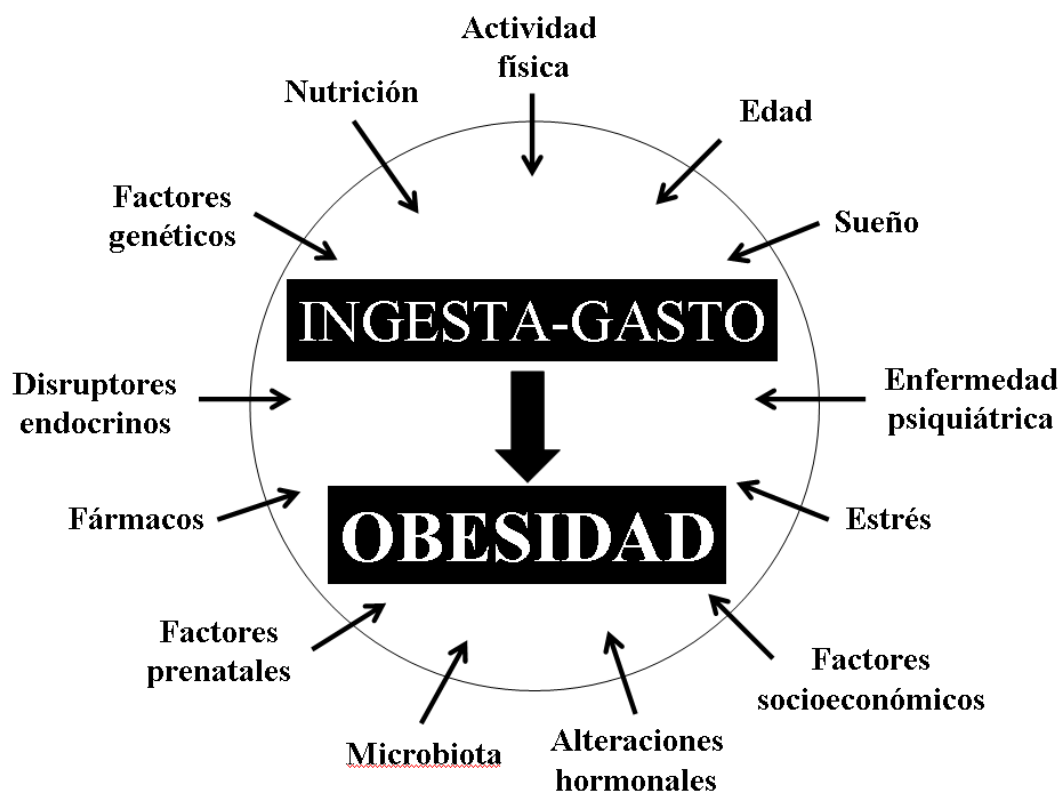 Actividad
física
Nutrición
Edad
Factores
genéticos
Sueño
INGESTA-GASTO
Disruptores
endocrinos
Enfermedad
psiquiátrica
Fármacos
Estrés
OBESIDAD
Factores
prenatales
Factores
socioeconómicos
Microbiota
Alteraciones
hormonales